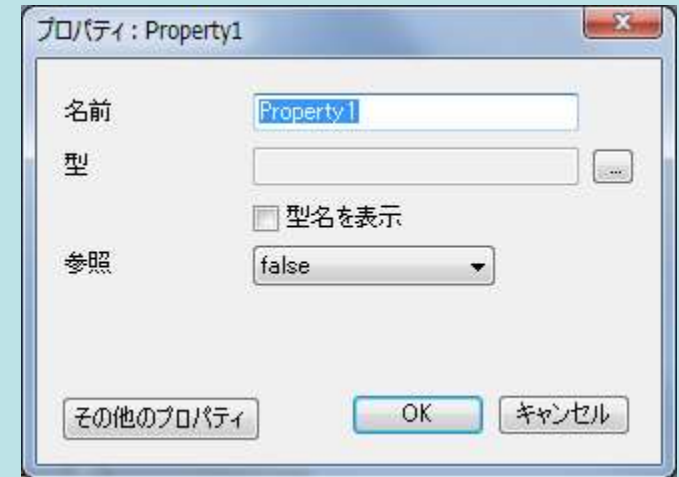 プロパティ : Property1
名前
Property1
型
...
型名を表示
参照
false
その他のプロパティ
OK
キャンセル